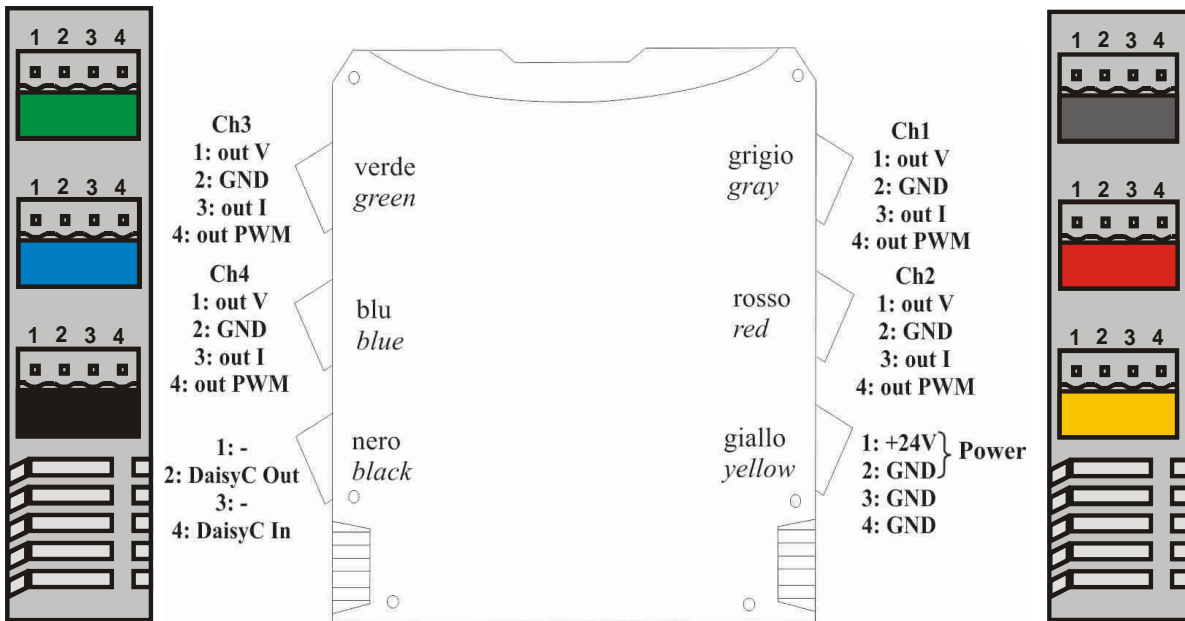 1 2 3 4
1 2 3 4
1 2 3 4
Ch3
1: out V
2: GND
3: out I
4: out PWM
verde
green
Ch4
1: out V
2: GND
3: out I
4: out PWM
blu
blue
1: -
2: DaisyC Out
3: -
4: DaisyC In
nero
black
grigio
gray
Ch1
1: out V
2: GND
3: out I
4: out PWM
rosso
red
Ch2
1: out V
2: GND
3: out I
4: out PWM
giallo
yellow
1: +24V
2: GND
Power
3: GND
4: GND
1 2 3 4
1 2 3 4
1 2 3 4